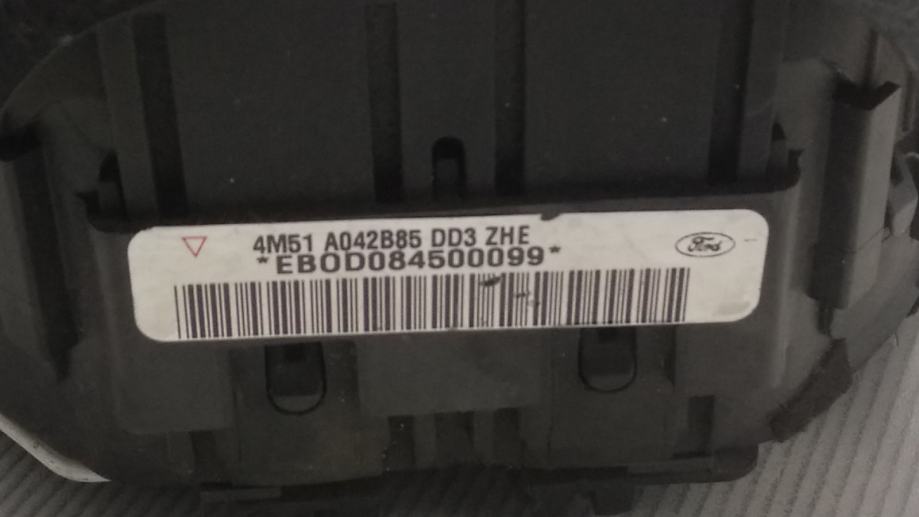 4M51 A042B85 DD3 ZHE
Ford
*EB0D084500099*